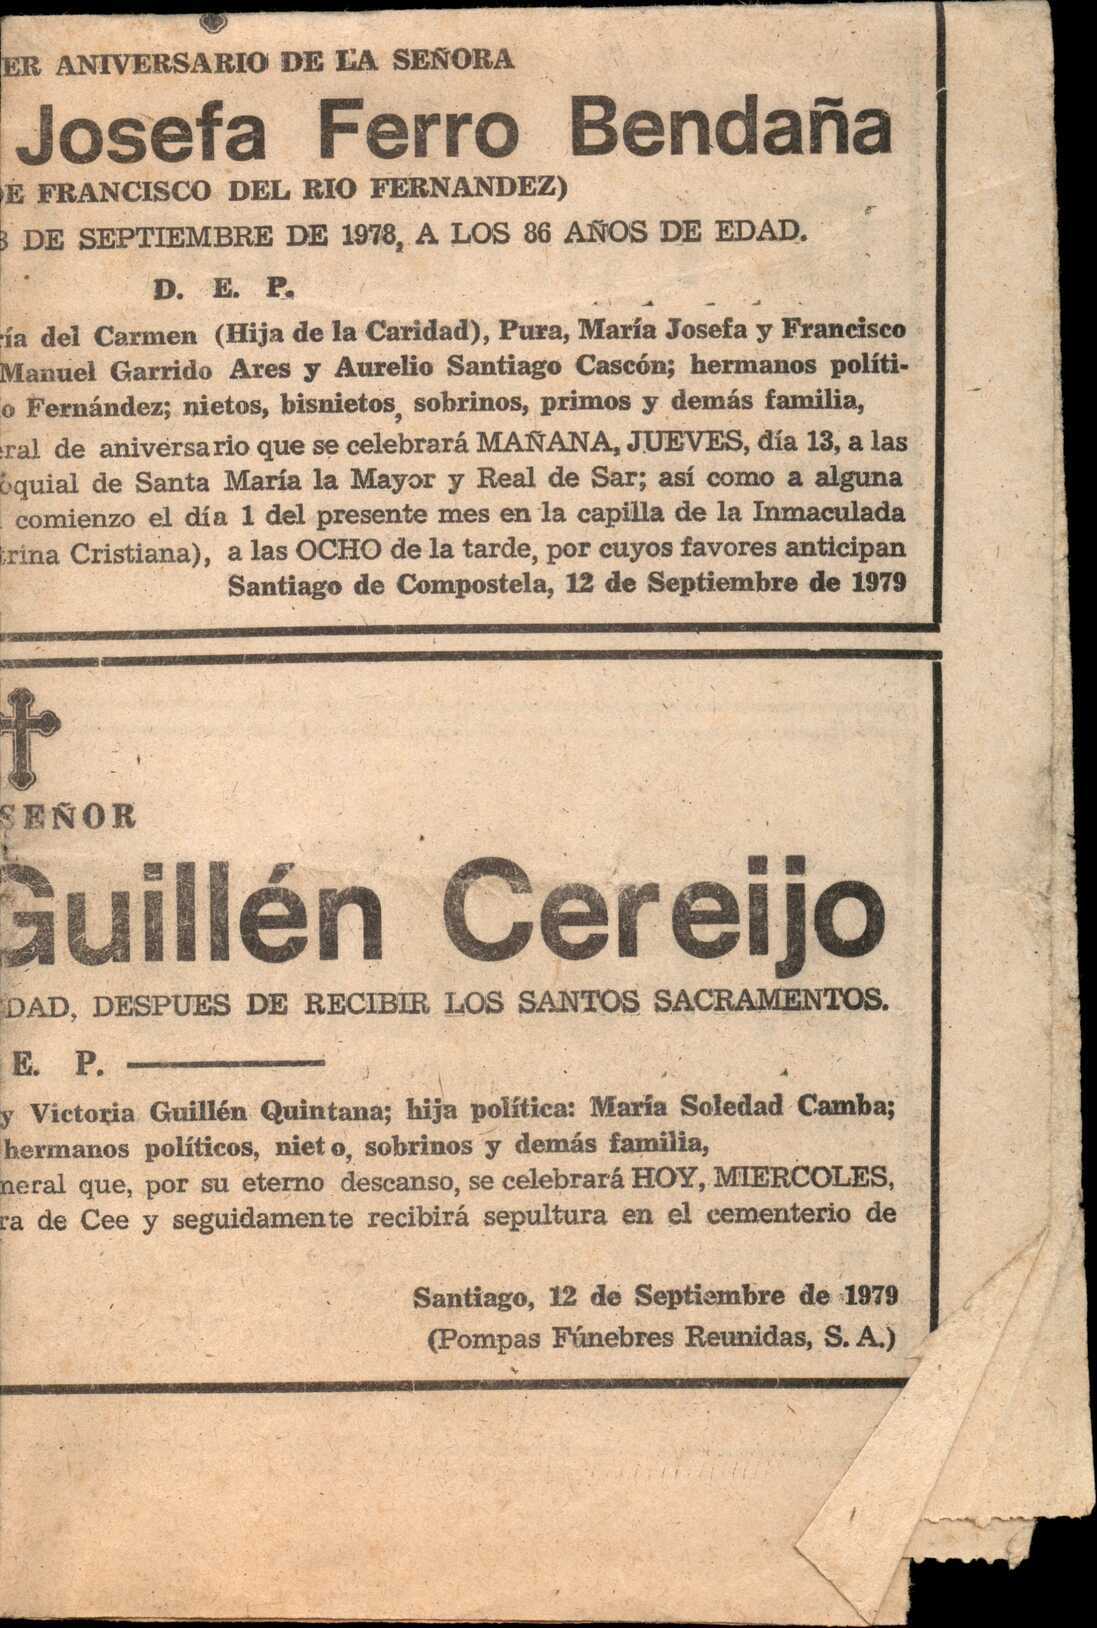 ER ANIVERSARIO DE LA SEÑORA
Josefa Ferro Bendaña
DE FRANCISCO DEL RIO FERNANDEZ)
DE SEPTIEMBRE DE 1978, A LOS 86 AÑOS DE EDAD.
D. E. P.
ría del Carmen (Hija de la Caridad), Pura, María Josefa y Francisco
Manuel Garrido Ares y Aurelio Santiago Cascón; hermanos políti-
o Fernández; nietos, bisnietos, sobrinos, primos y demás familia,
eral de aniversario que se celebrará MAÑANA, JUEVES, día 13, a las
oquial de Santa María la Mayor y Real de Sar; así como a alguna
comienzo el día 1 del presente mes en la capilla de la Inmaculada
trina Cristiana), a las OCHO de la tarde, por cuyos favores anticipan
Santiago de Compostela, 12 de Septiembre de 1979
SEÑOR
Guillén Cereijo
DAD, DESPUES DE RECIBIR LOS SANTOS SACRAMENTOS.
E. P.
y Victoria Guillén Quintana; hija política: María Soledad Camba;
hermanos políticos, nieto, sobrinos y demás familia,
neral que, por su eterno descanso, se celebrará HOY, MIERCOLES,
ra de Cee y seguidamente recibirá sepultura en el cementerio de
Santiago, 12 de Septiembre de 1979
(Pompas Fúnebres Reunidas, S. A.)